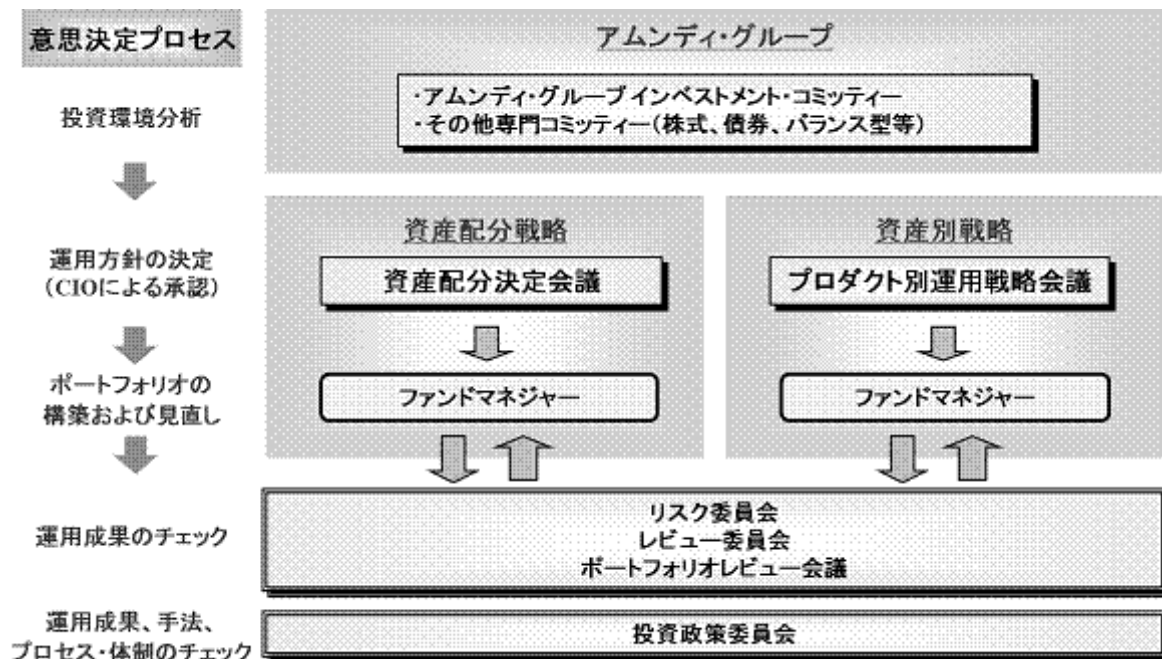 意思決定プロセス
アムンディ・グループ
・アムンディ・グループ インベストメント・コミッティー
・その他専門コミッティー（株式、債券、バランス型等）
投資環境分析
資産配分戦略
資産別戦略
運用方針の決定
（CIOによる承認）
資産配分決定会議
プロダクト別運用戦略会議
ポートフォリオの
構築および見直し
ファンドマネジャー
ファンドマネジャー
運用成果のチェック
リスク委員会
レビュー委員会
ポートフォリオレビュー会議
運用成果、手法、
プロセス・体制のチェック
投資政策委員会